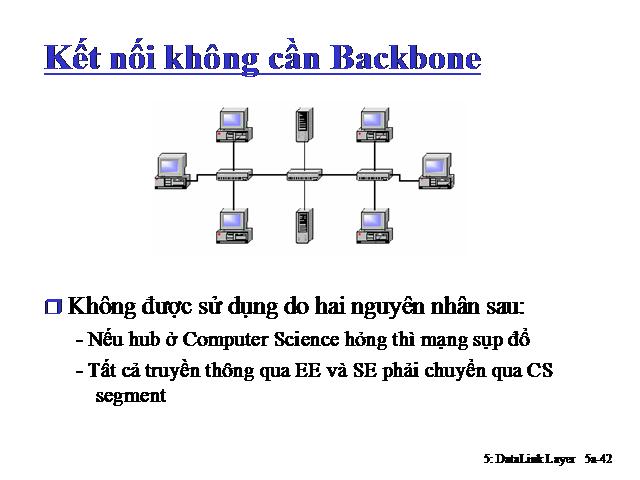 Kết nối không cần Backbone
❒ Không được sử dụng do hai nguyên nhân sau:
- Nếu hub ở Computer Science hỏng thì mạng sụp đổ
- Tất cả truyền thông qua EE và SE phải chuyển qua CS
segment
5: DataLink Layer 5a-42